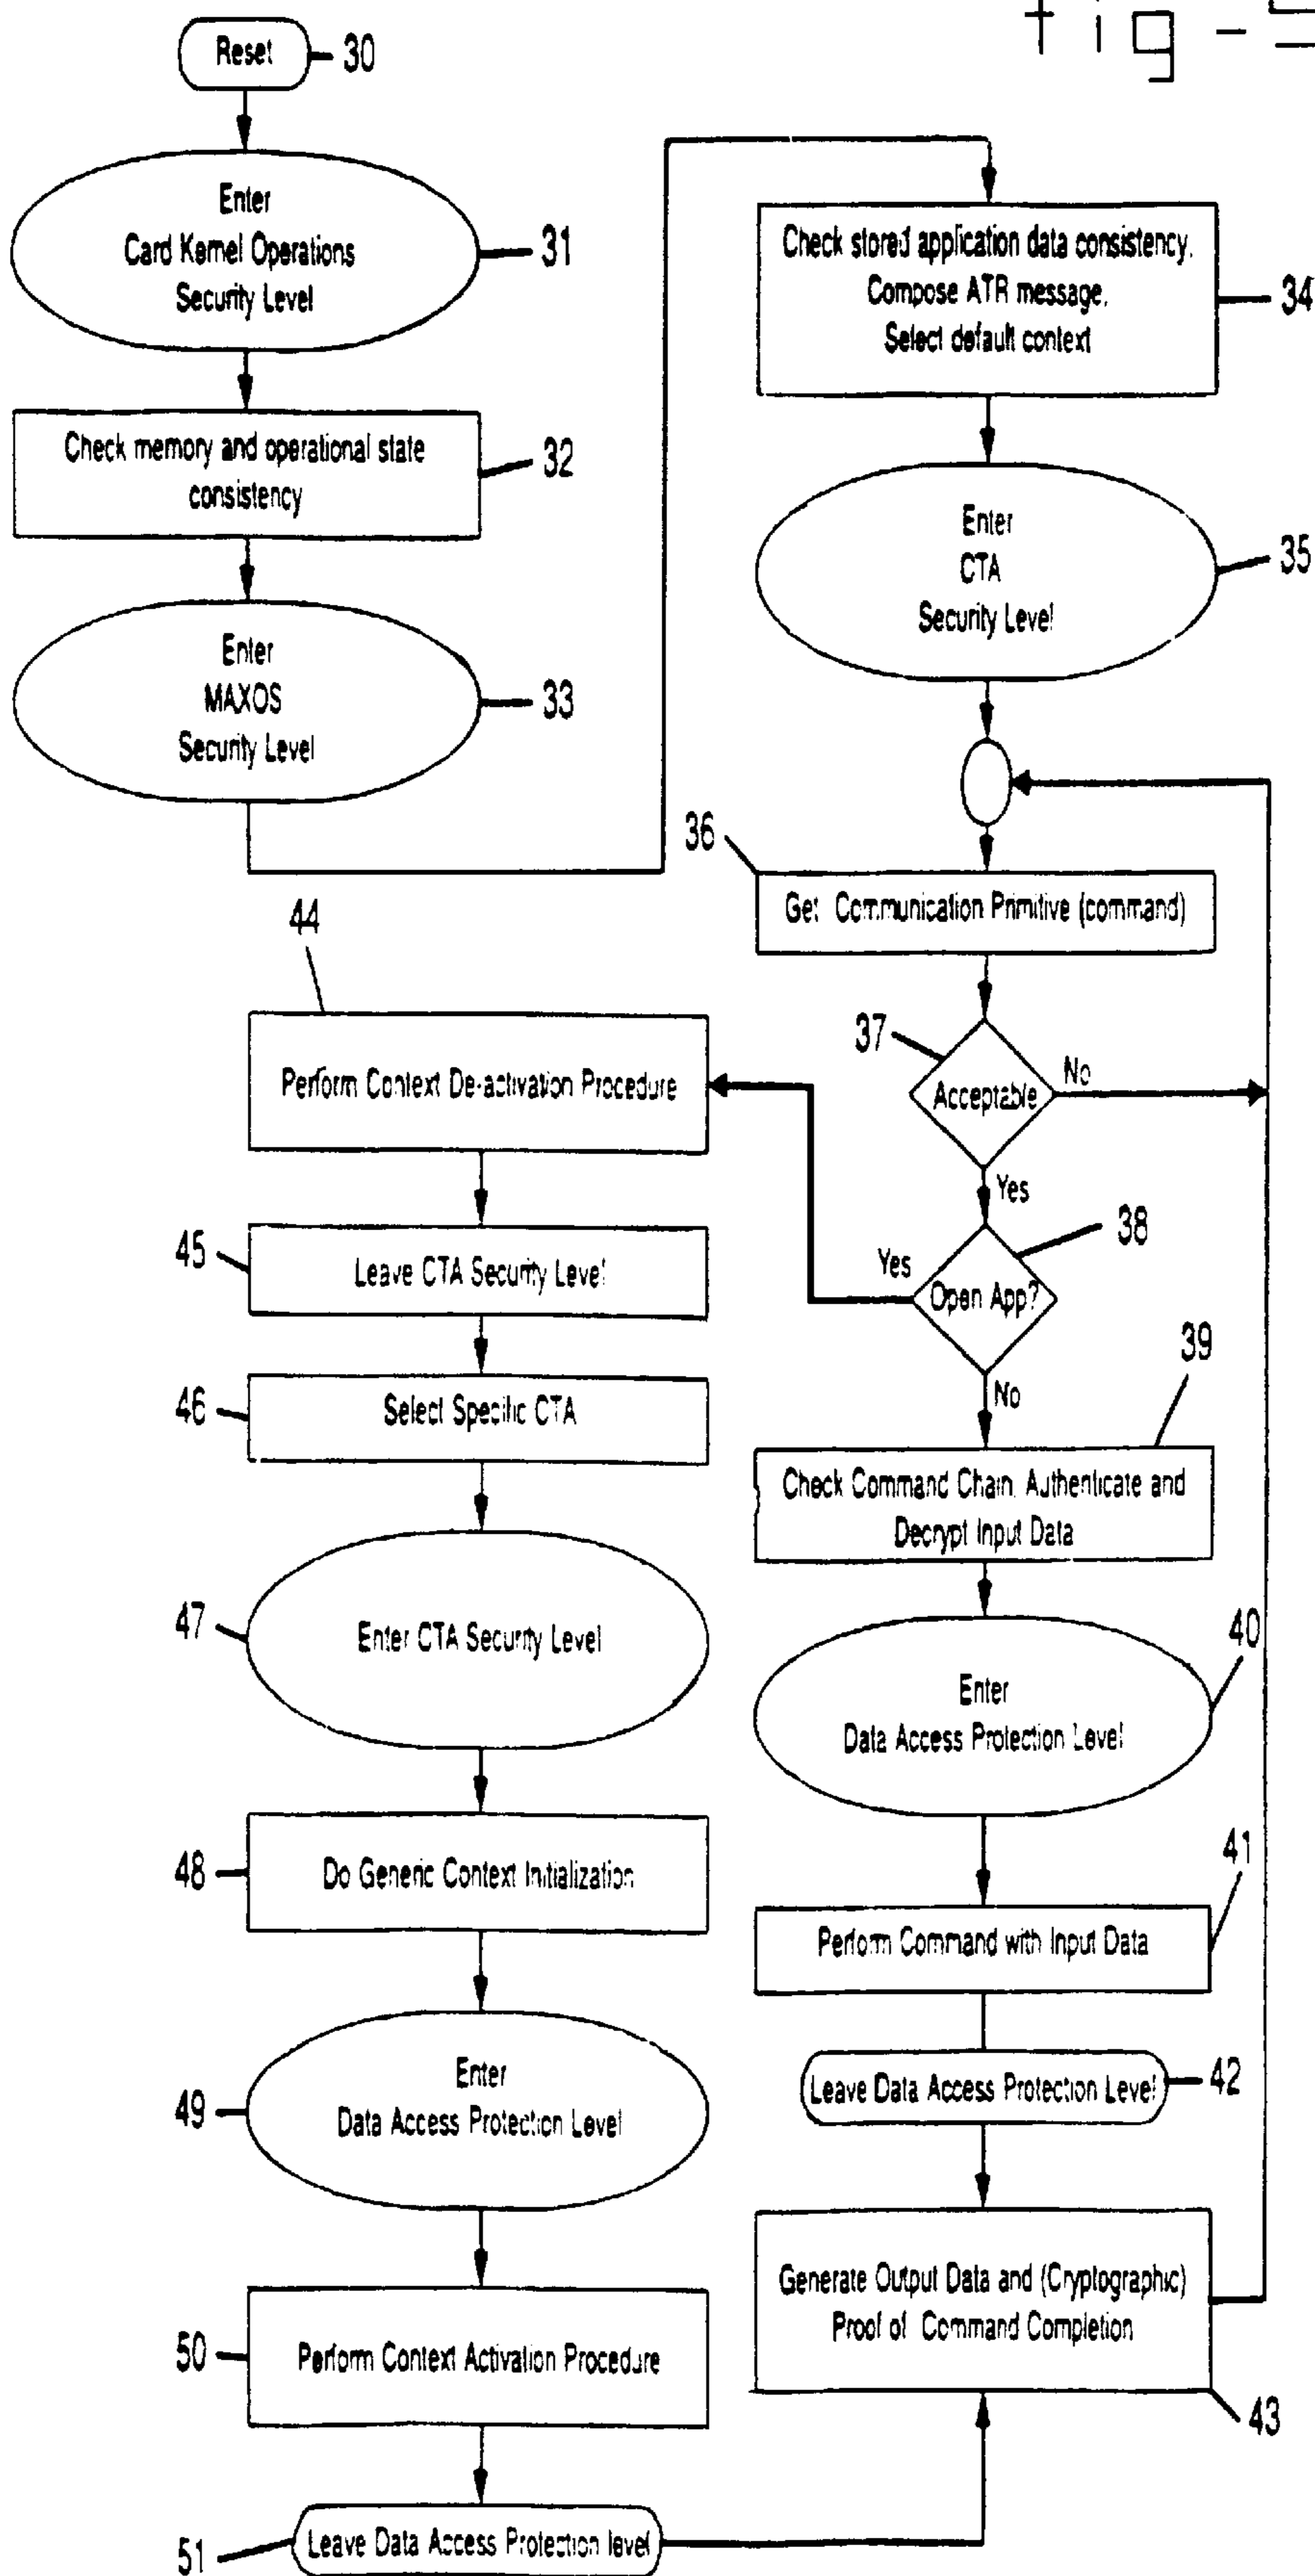 fig-5
Reset
30
Enter
Card Kernel Operations
Security Level
31
Check memory and operational state
consistency
32
Enter
MAXOS
Security Level
33
Check stored application data consistency,
Compose ATR message,
Select default context
34
Enter
CTA
Security Level
35
36
Get Communication Primitive (command)
37
Acceptable
No
Yes
38
Open App?
Yes
No
39
Check Command Chain, Authenticate and
Decrypt Input Data
40
Enter
Data Access Protection Level
41
Perform Command with Input Data
Leave Data Access Protection Level
42
Generate Output Data and (Cryptographic)
Proof of Command Completion
43
44
Perform Context De-activation Procedure
45
Leave CTA Security Level
46
Select Specific CTA
47
Enter CTA Security Level
48
Do Generic Context Initialization
49
Enter
Data Access Protection Level
50
Perform Context Activation Procedure
51
Leave Data Access Protection level